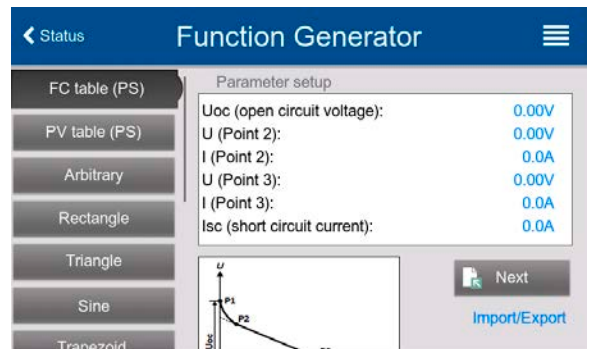 Status
Function Generator
FC table (PS)
PV table (PS)
Arbitrary
Rectangle
Triangle
Sine
Trapezoid
Parameter setup
Uoc (open circuit voltage): 0.00V
U (Point 2): 0.00V
I (Point 2): 0.0A
U (Point 3): 0.00V
I (Point 3): 0.0A
Isc (short circuit current): 0.0A
U
P1
P2
Uoc
Next
Import/Export